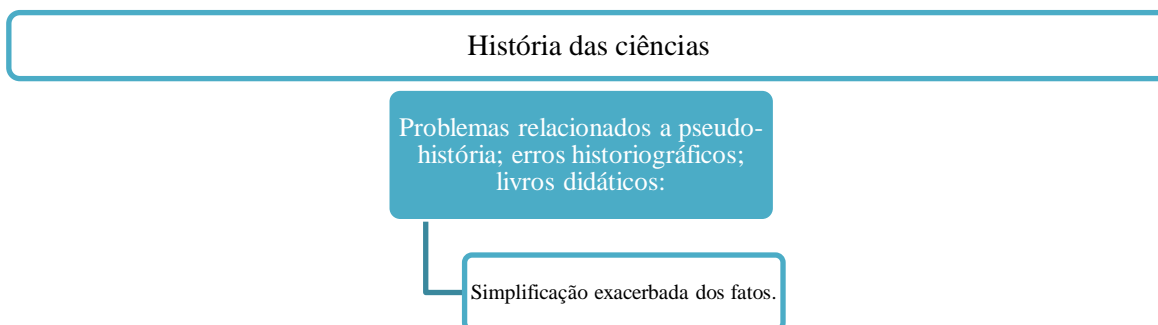 História das ciências
Problemas relacionados a pseudo-
história; erros historiográficos;
livros didáticos:
Simplificação exacerbada dos fatos.